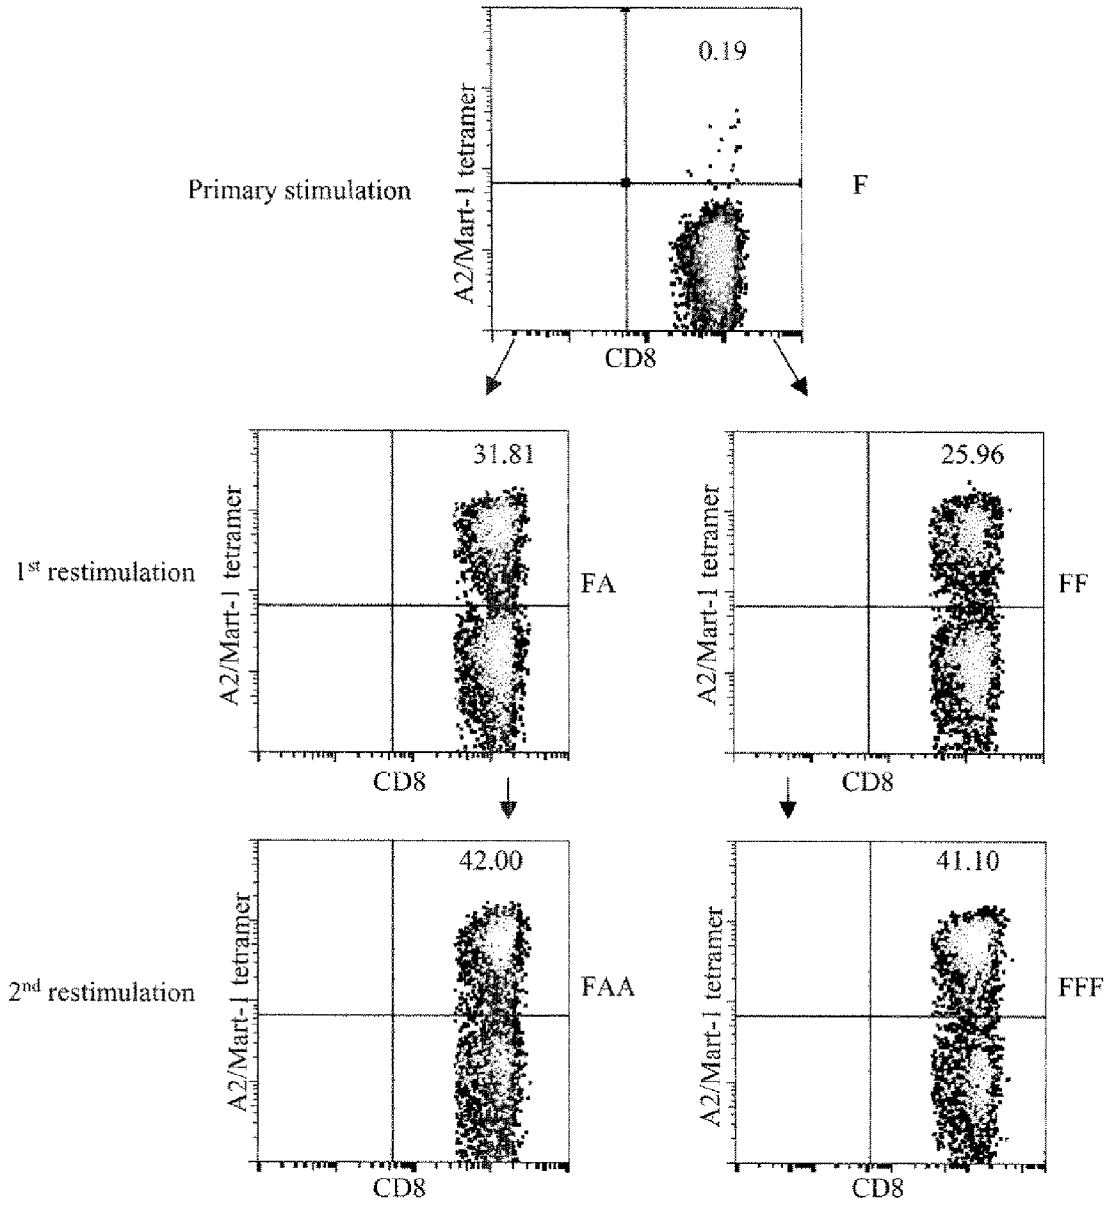 0.19
A2/Mart-1 tetramer
Primary stimulation
F
CD8
31.81
25.96
A2/Mart-1 tetramer
A2/Mart-1 tetramer
1st restimulation
FA
FF
CD8
CD8
42.00
41.10
A2/Mart-1 tetramer
A2/Mart-1 tetramer
2nd restimulation
FAA
FFF
CD8
CD8